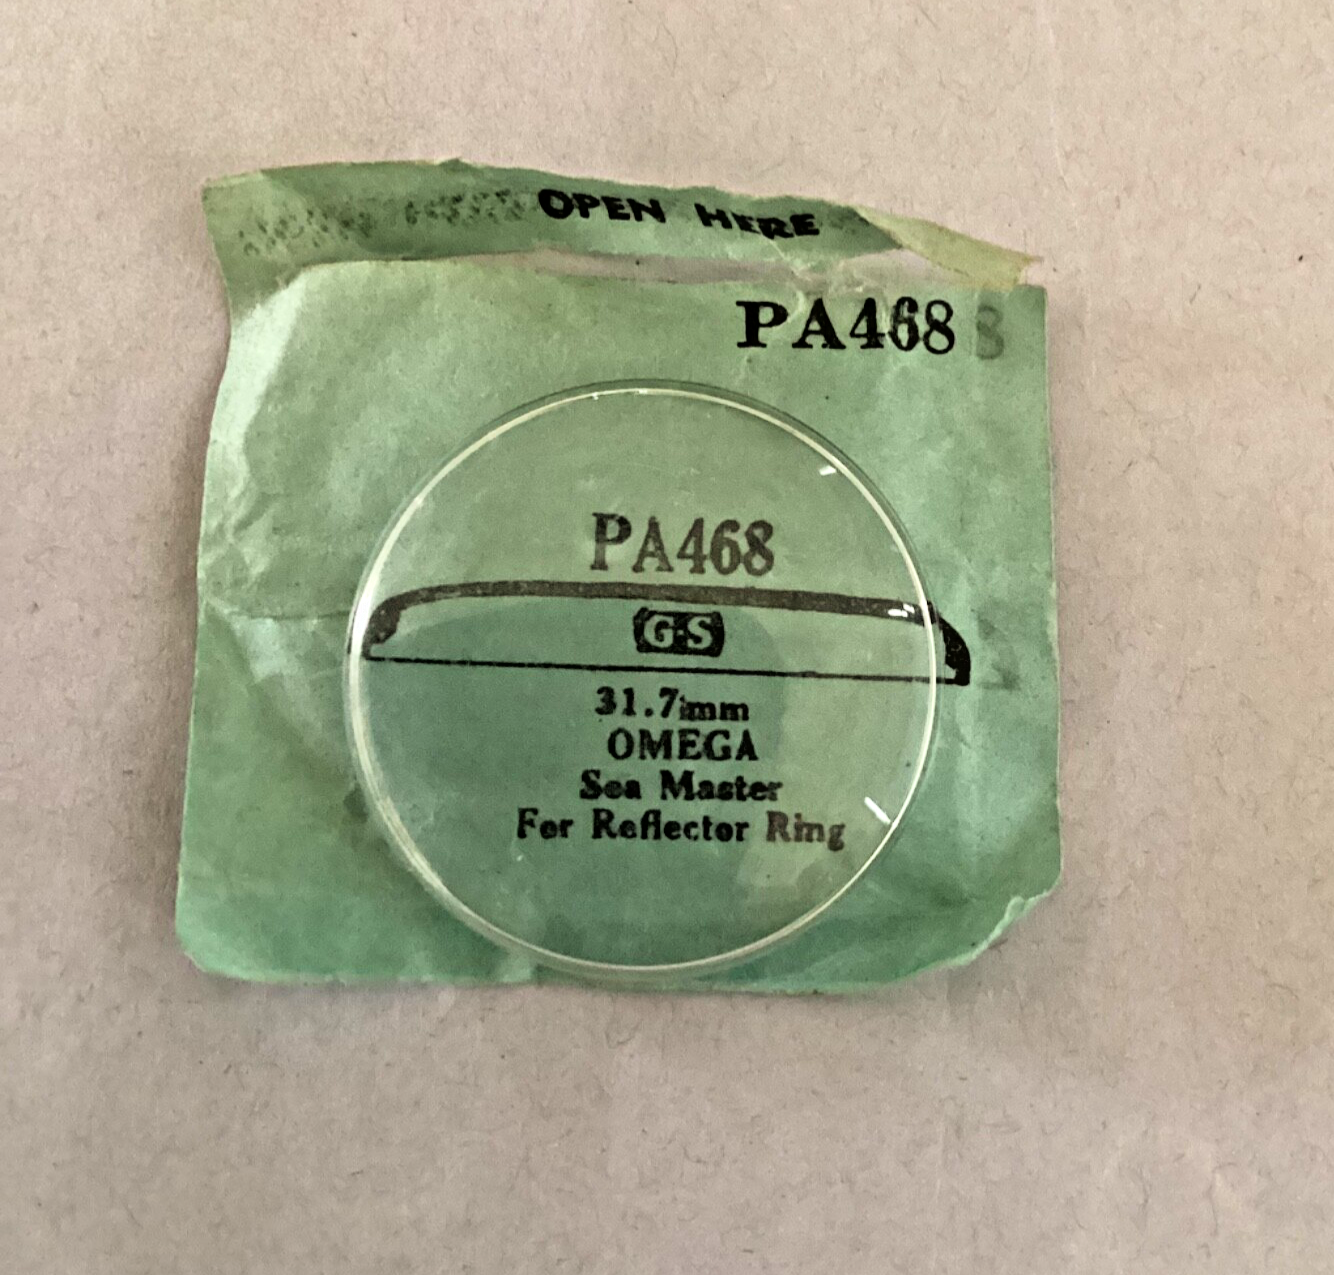 OPEN HERE
PA468
PA468
G-S
31.7mm
OMEGA
Sea Master
For Reflector Ring